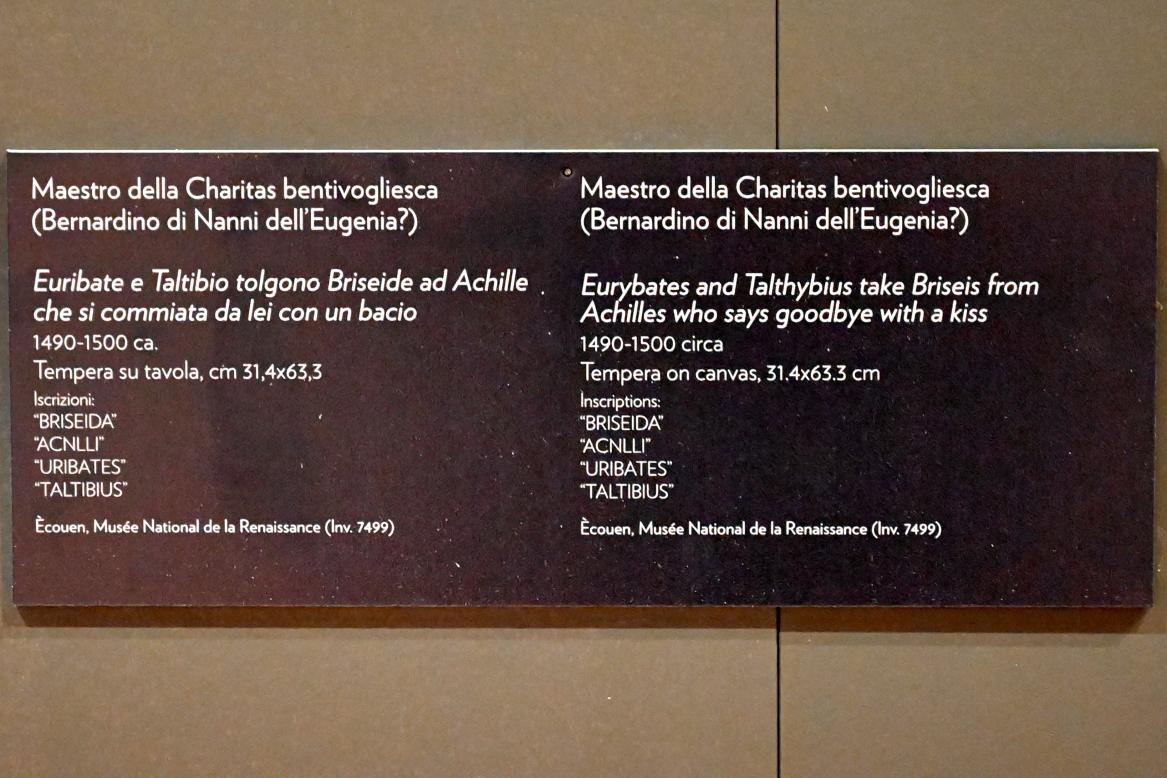 Maestro della Charitas bentivogliesca
(Bernardino di Nanni dell'Eugenia?)
Euribate e Taltibio tolgono Briseide ad Achille
che si commiata da lei con un bacio
1490-1500 ca.
Tempera su tavola, cm 31,4x63,3
Iscrizioni:
“BRISEIDA”
“ACNLLI”
“URIBATES”
“TALTIBIUS”
Ècouen, Musée National de la Renaissance (Inv. 7499)
Maestro della Charitas bentivogliesca
(Bernardino di Nanni dell'Eugenia?)
Eurybates and Talthybius take Briseis from
Achilles who says goodbye with a kiss
1490-1500 circa
Tempera on canvas, 31.4x63.3 cm
Inscriptions:
“BRISEIDA”
“ACNLLI”
“URIBATES”
“TALTIBIUS”
Ècouen, Musée National de la Renaissance (Inv. 7499)